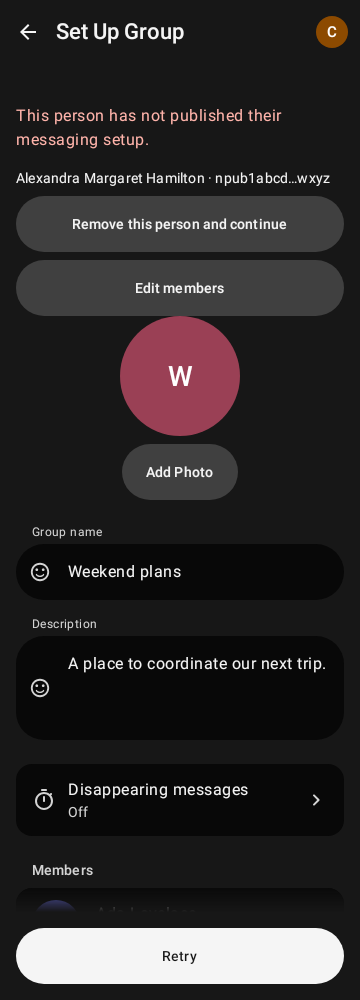 Set Up Group
C
This person has not published their
messaging setup.
Alexandra Margaret Hamilton · npub1abcd…wxyz
Remove this person and continue
Edit members
W
Add Photo
Group name
Weekend plans
Description
A place to coordinate our next trip.
Disappearing messages
Off
Members
Retry